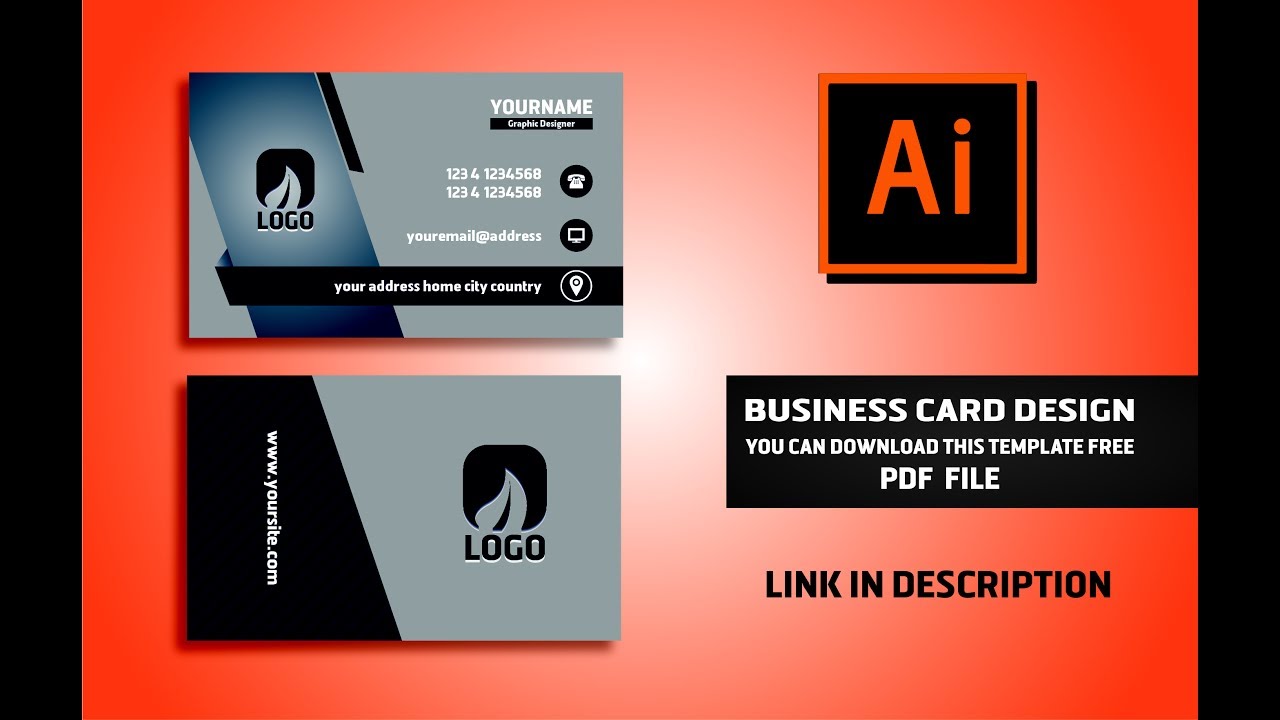 YOURNAME
Graphic Designer
123 4 1234568
123 4 1234568
youremail@address
your address home city country
LOGO
www.yoursite.com
LOGO
Ai
BUSINESS CARD DESIGN
YOU CAN DOWNLOAD THIS TEMPLATE FREE
PDF FILE
LINK IN DESCRIPTION